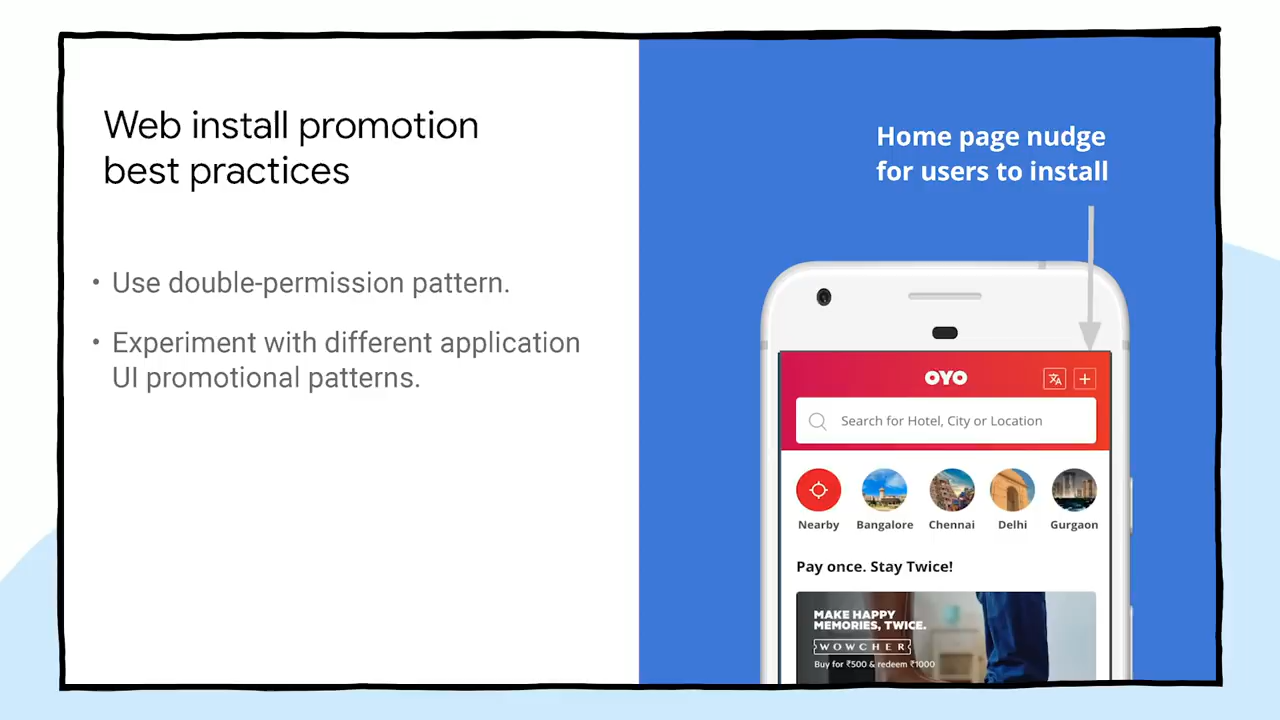 Web install promotion
best practices
• Use double-permission pattern.
• Experiment with different application
UI promotional patterns.
Home page nudge
for users to install
OYO
Search for Hotel, City or Location
Nearby
Bangalore
Chennai
Delhi
Gurgaon
Pay once. Stay Twice!
MAKE HAPPY
MEMORIES, TWICE.
WOWCHER
Buy for ₹500 & redeem ₹1000